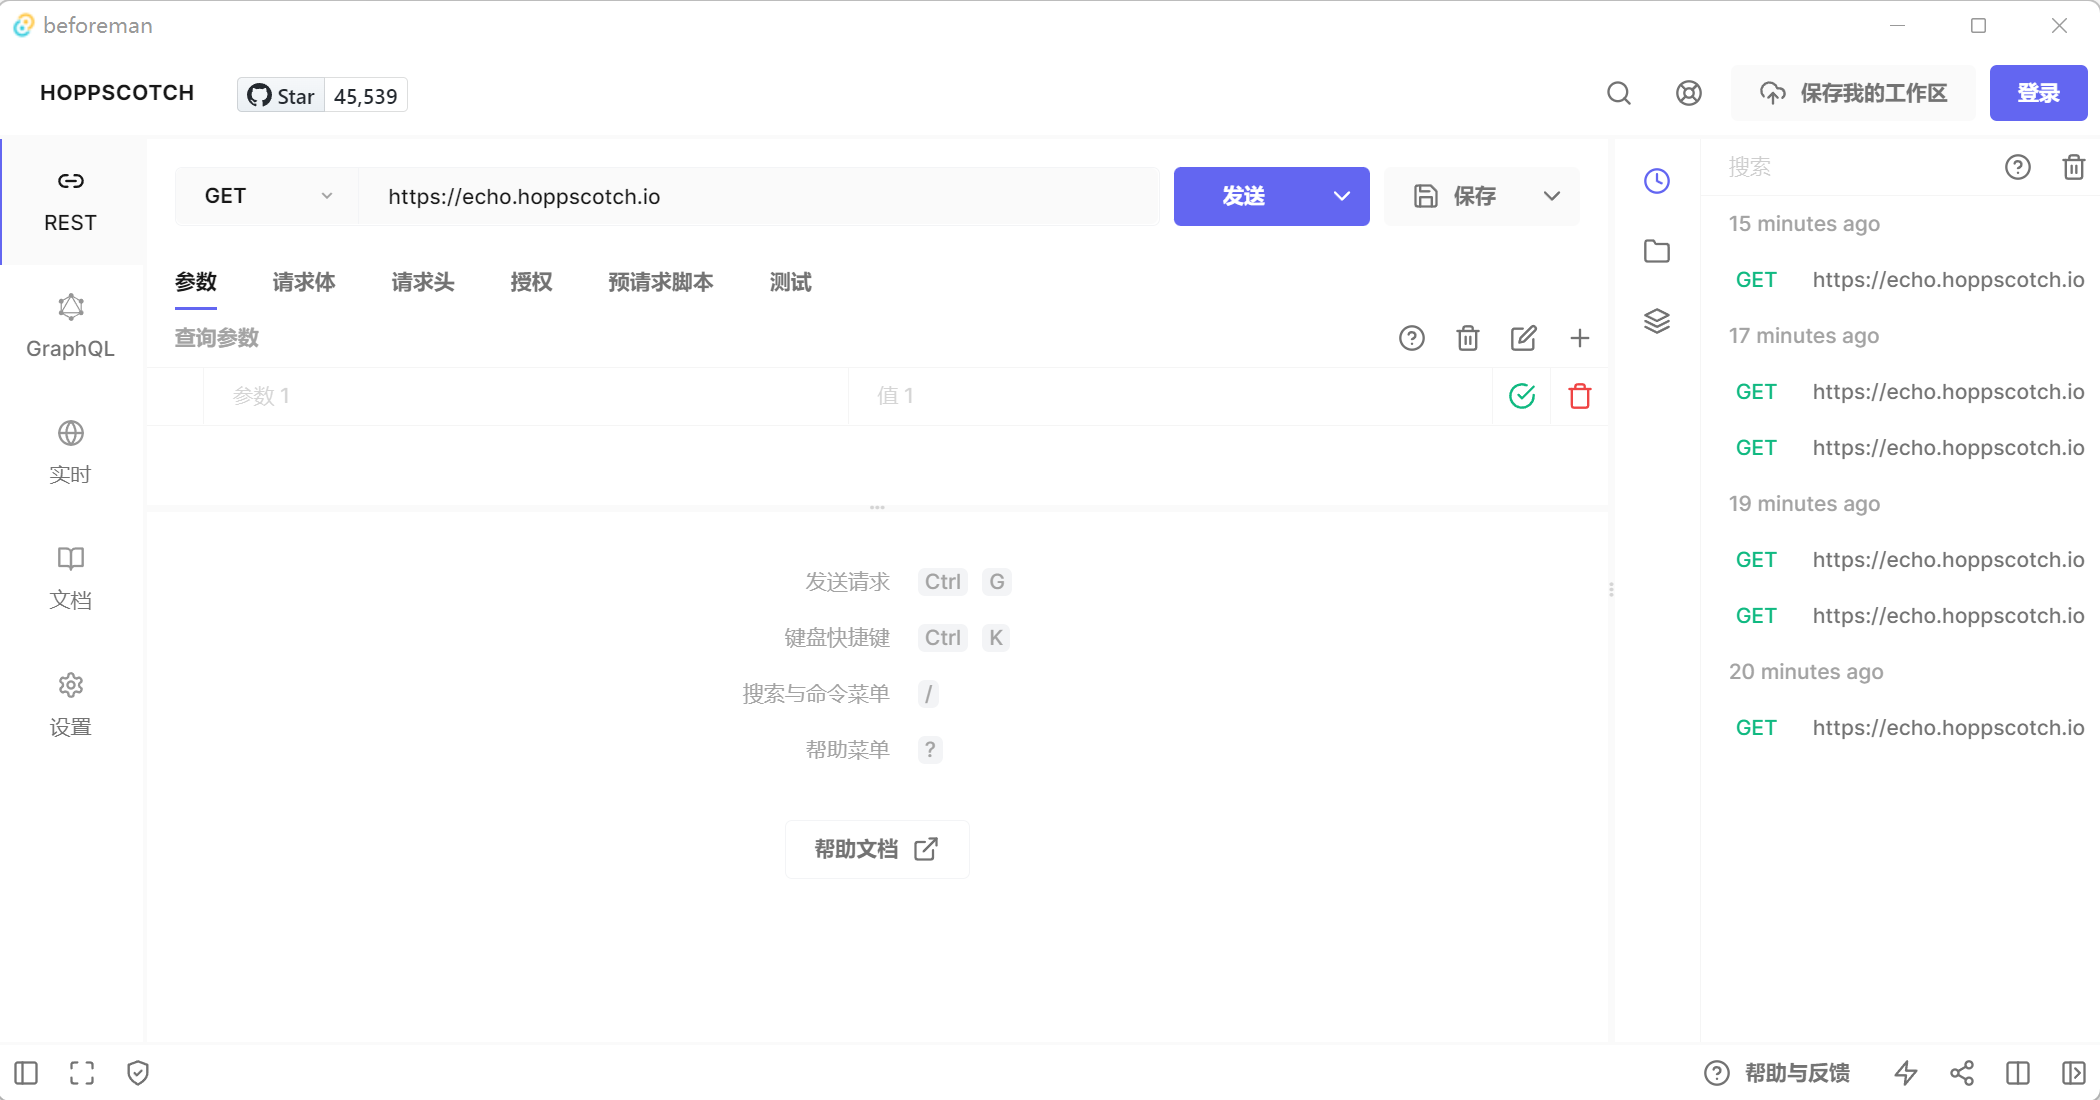 beforeman
HOPPSCOTCH
Star 45,539
保存我的工作区
登录
REST
GraphQL
实时
文档
设置
GET https://echo.hoppscotch.io
发送
保存
参数 请求体 请求头 授权 预请求脚本 测试
查询参数
参数 1 值 1
发送请求 Ctrl G
键盘快捷键 Ctrl K
搜索与命令菜单 /
帮助菜单 ?
帮助文档
搜索
15 minutes ago
GET https://echo.hoppscotch.io
17 minutes ago
GET https://echo.hoppscotch.io
GET https://echo.hoppscotch.io
19 minutes ago
GET https://echo.hoppscotch.io
GET https://echo.hoppscotch.io
20 minutes ago
GET https://echo.hoppscotch.io
帮助与反馈